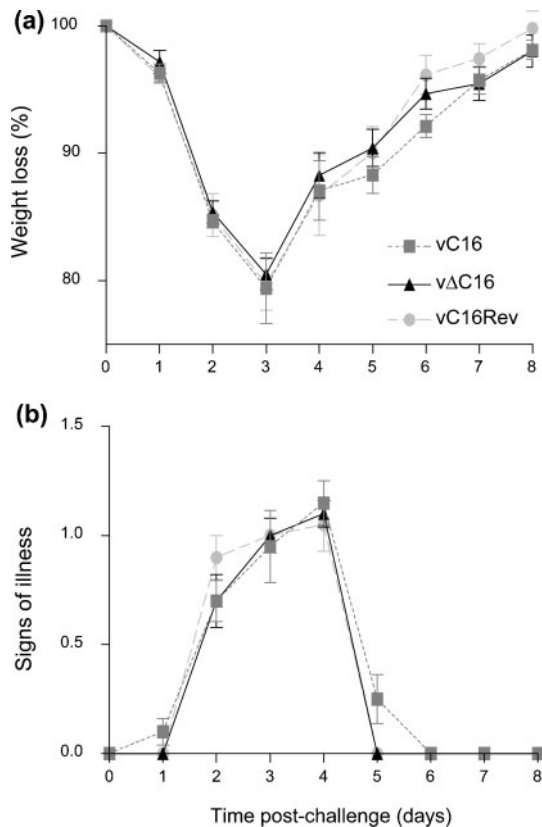 (a)
100
90
80
Weight loss (%)
vC16
vΔC16
vC16Rev
0 1 2 3 4 5 6 7 8
(b)
1.5
1.0
0.5
0.0
Signs of illness
0 1 2 3 4 5 6 7 8
Time post-challenge (days)